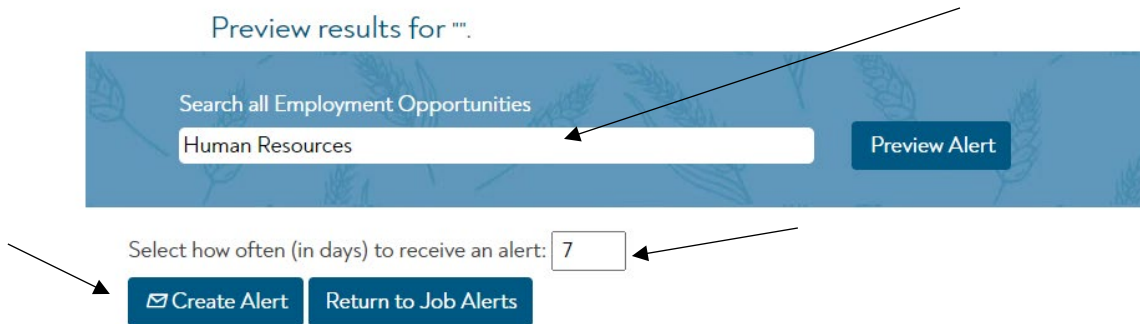 Preview results for "".
Search all Employment Opportunities
Human Resources
Preview Alert
Select how often (in days) to receive an alert: 7
Create Alert
Return to Job Alerts